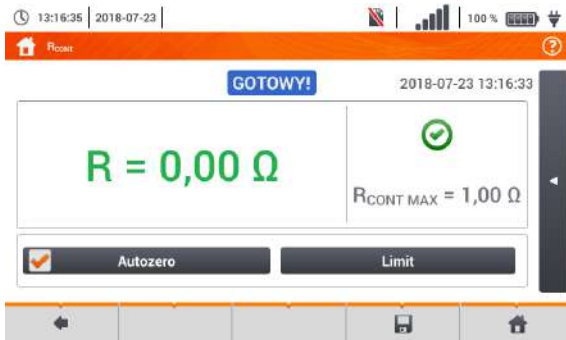 13:16:35 2018-07-23 100 %
RCONT
GOTOWY! 2018-07-23 13:16:33
R = 0,00 Ω
RCONT MAX = 1,00 Ω
Autozero Limit